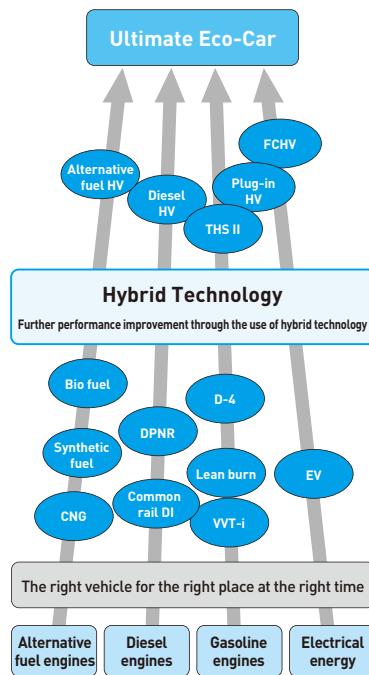 Ultimate Eco-Car
FCHV
Alternative
fuel HV
Plug-in
HV
Diesel
HV
THS II
Hybrid Technology
Further performance improvement through the use of hybrid technology
Bio fuel
D-4
DPNR
Synthetic
fuel
Lean burn
EV
Common
rail DI
CNG
VVT-i
The right vehicle for the right place at the right time
Alternative
fuel engines
Diesel
engines
Gasoline
engines
Electrical
energy